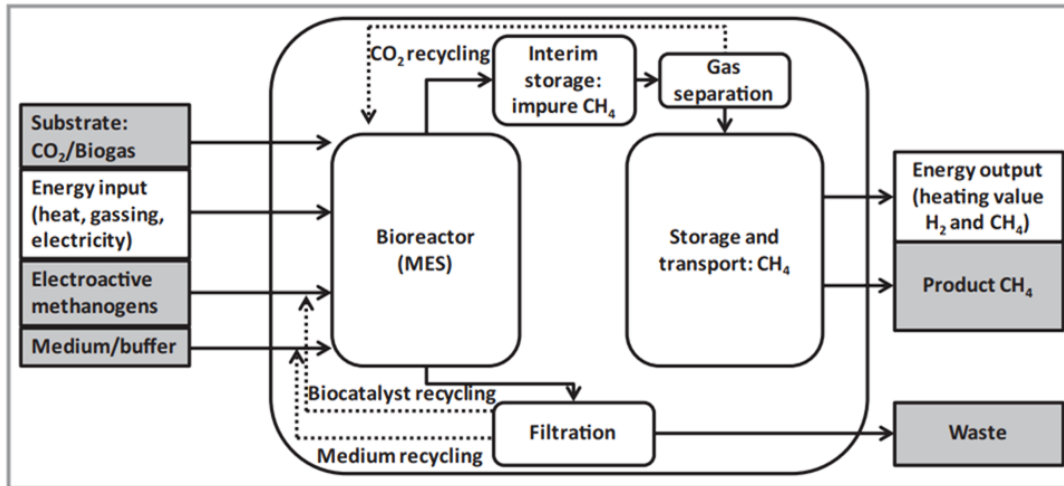 Substrate:
CO₂/Biogas
Energy input
(heat, gassing,
electricity)
Electroactive
methanogens
Medium/buffer
CO₂ recycling
Interim
storage:
impure CH₄
Gas
separation
Bioreactor
(MES)
Storage and
transport: CH₄
Biocatalyst recycling
Medium recycling
Filtration
Energy output
(heating value
H₂ and CH₄)
Product CH₄
Waste